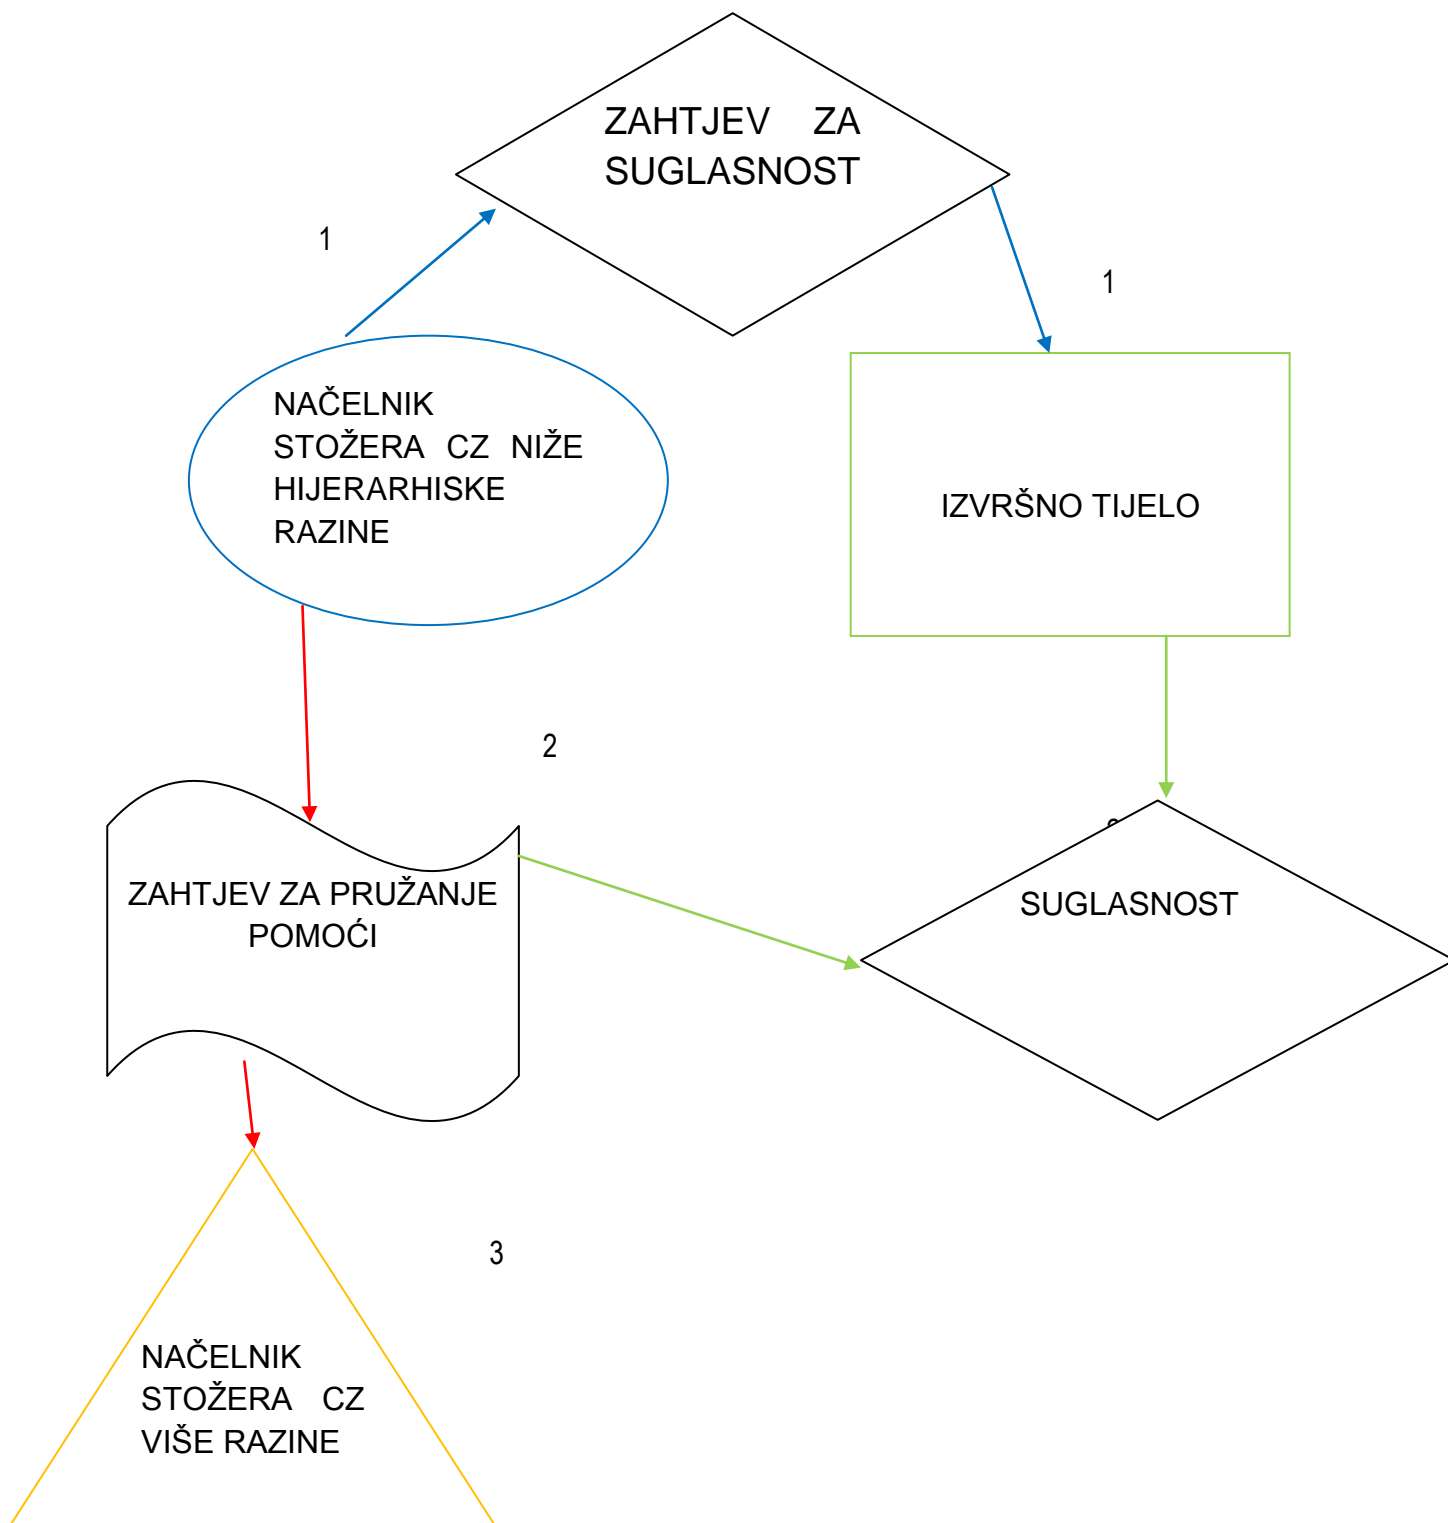 ZAHTJEV ZA
SUGLASNOST
1
1
NAČELNIK
STOŽERA CZ NIŽE
HIJERARHISKE
RAZINE
IZVRŠNO TIJELO
2
ZAHTJEV ZA PRUŽANJE
POMOĆI
SUGLASNOST
3
NAČELNIK
STOŽERA CZ
VIŠE RAZINE